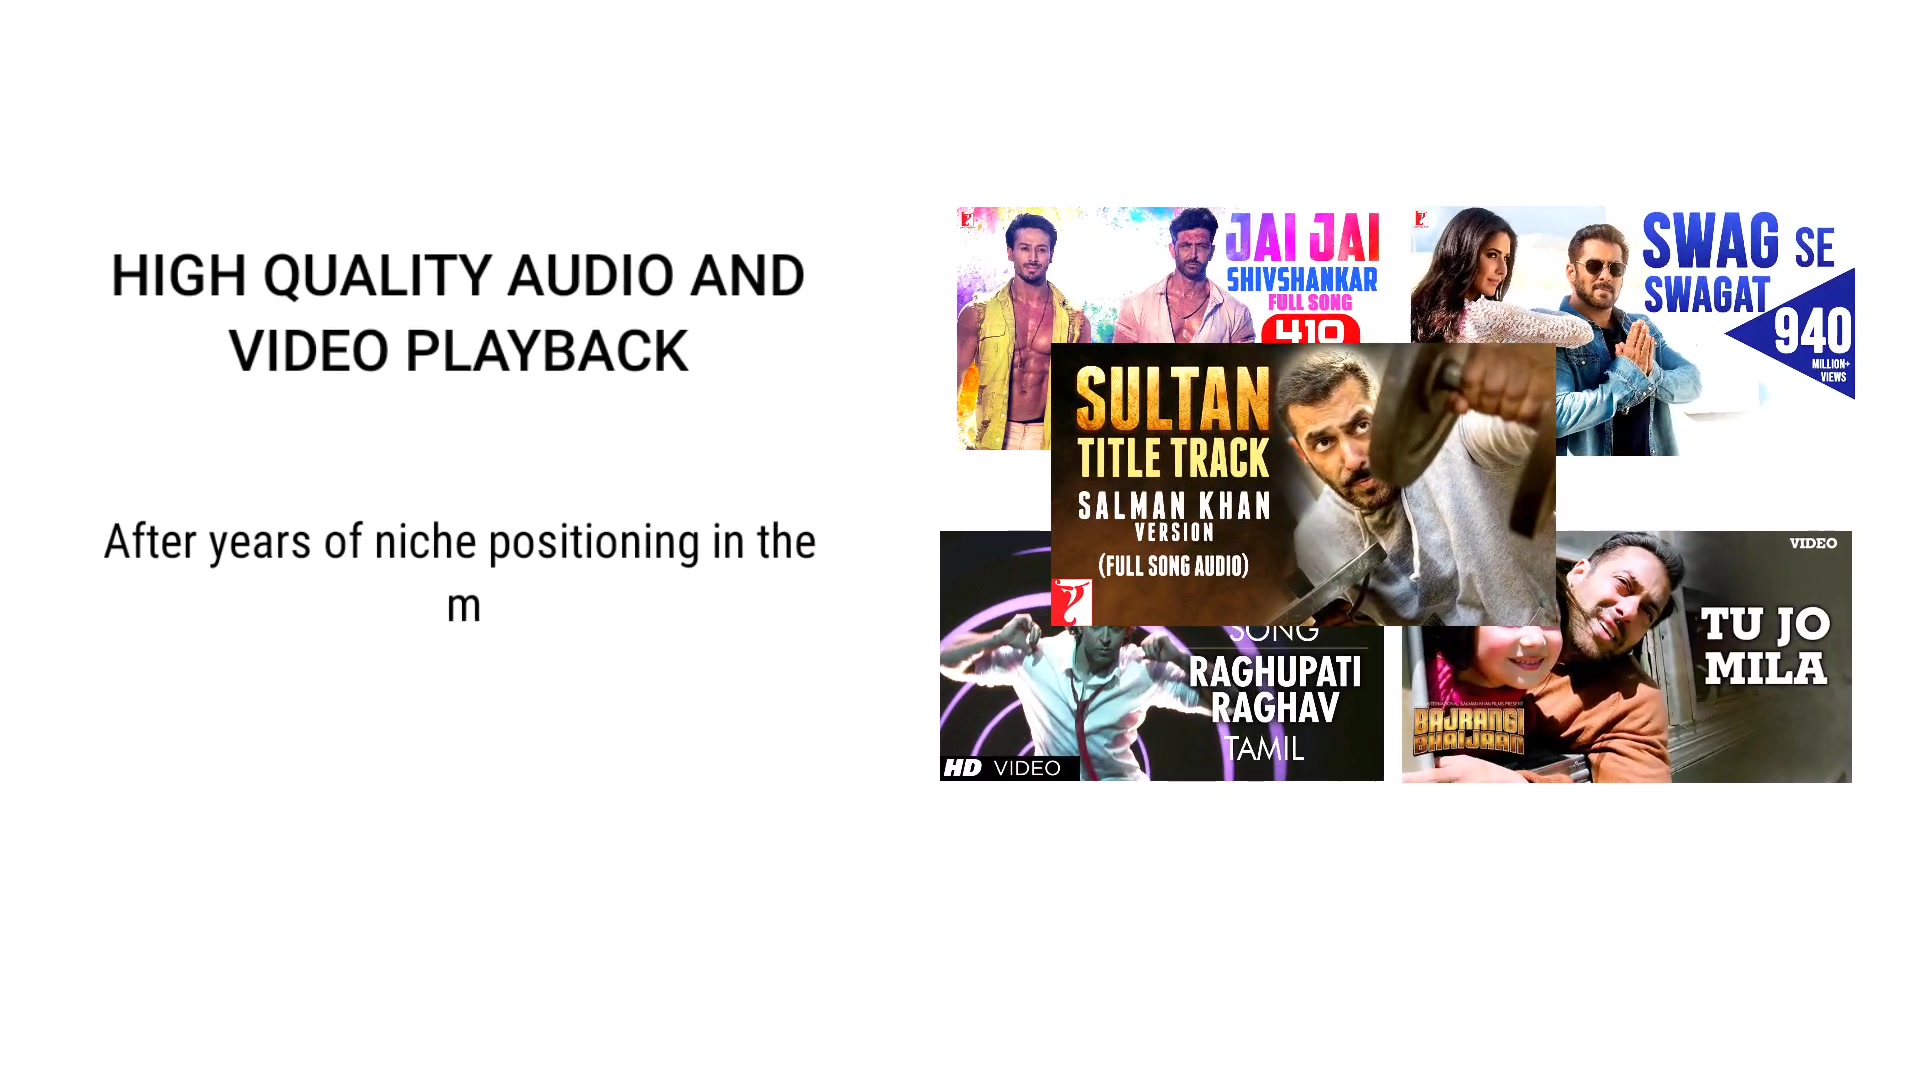 HIGH QUALITY AUDIO AND
VIDEO PLAYBACK
After years of niche positioning in the
m
JAI JAI
SHIVSHANKAR
FULL SONG
410
SWAG SE
SWAGAT
940
MILLION+
VIEWS
SULTAN
TITLE TRACK
SALMAN KHAN
VERSION
(FULL SONG AUDIO)
SONG
RAGHUPATI
RAGHAV
TAMIL
HD VIDEO
VIDEO
TU JO
MILA
BAJRANGI
BHAIJAAN